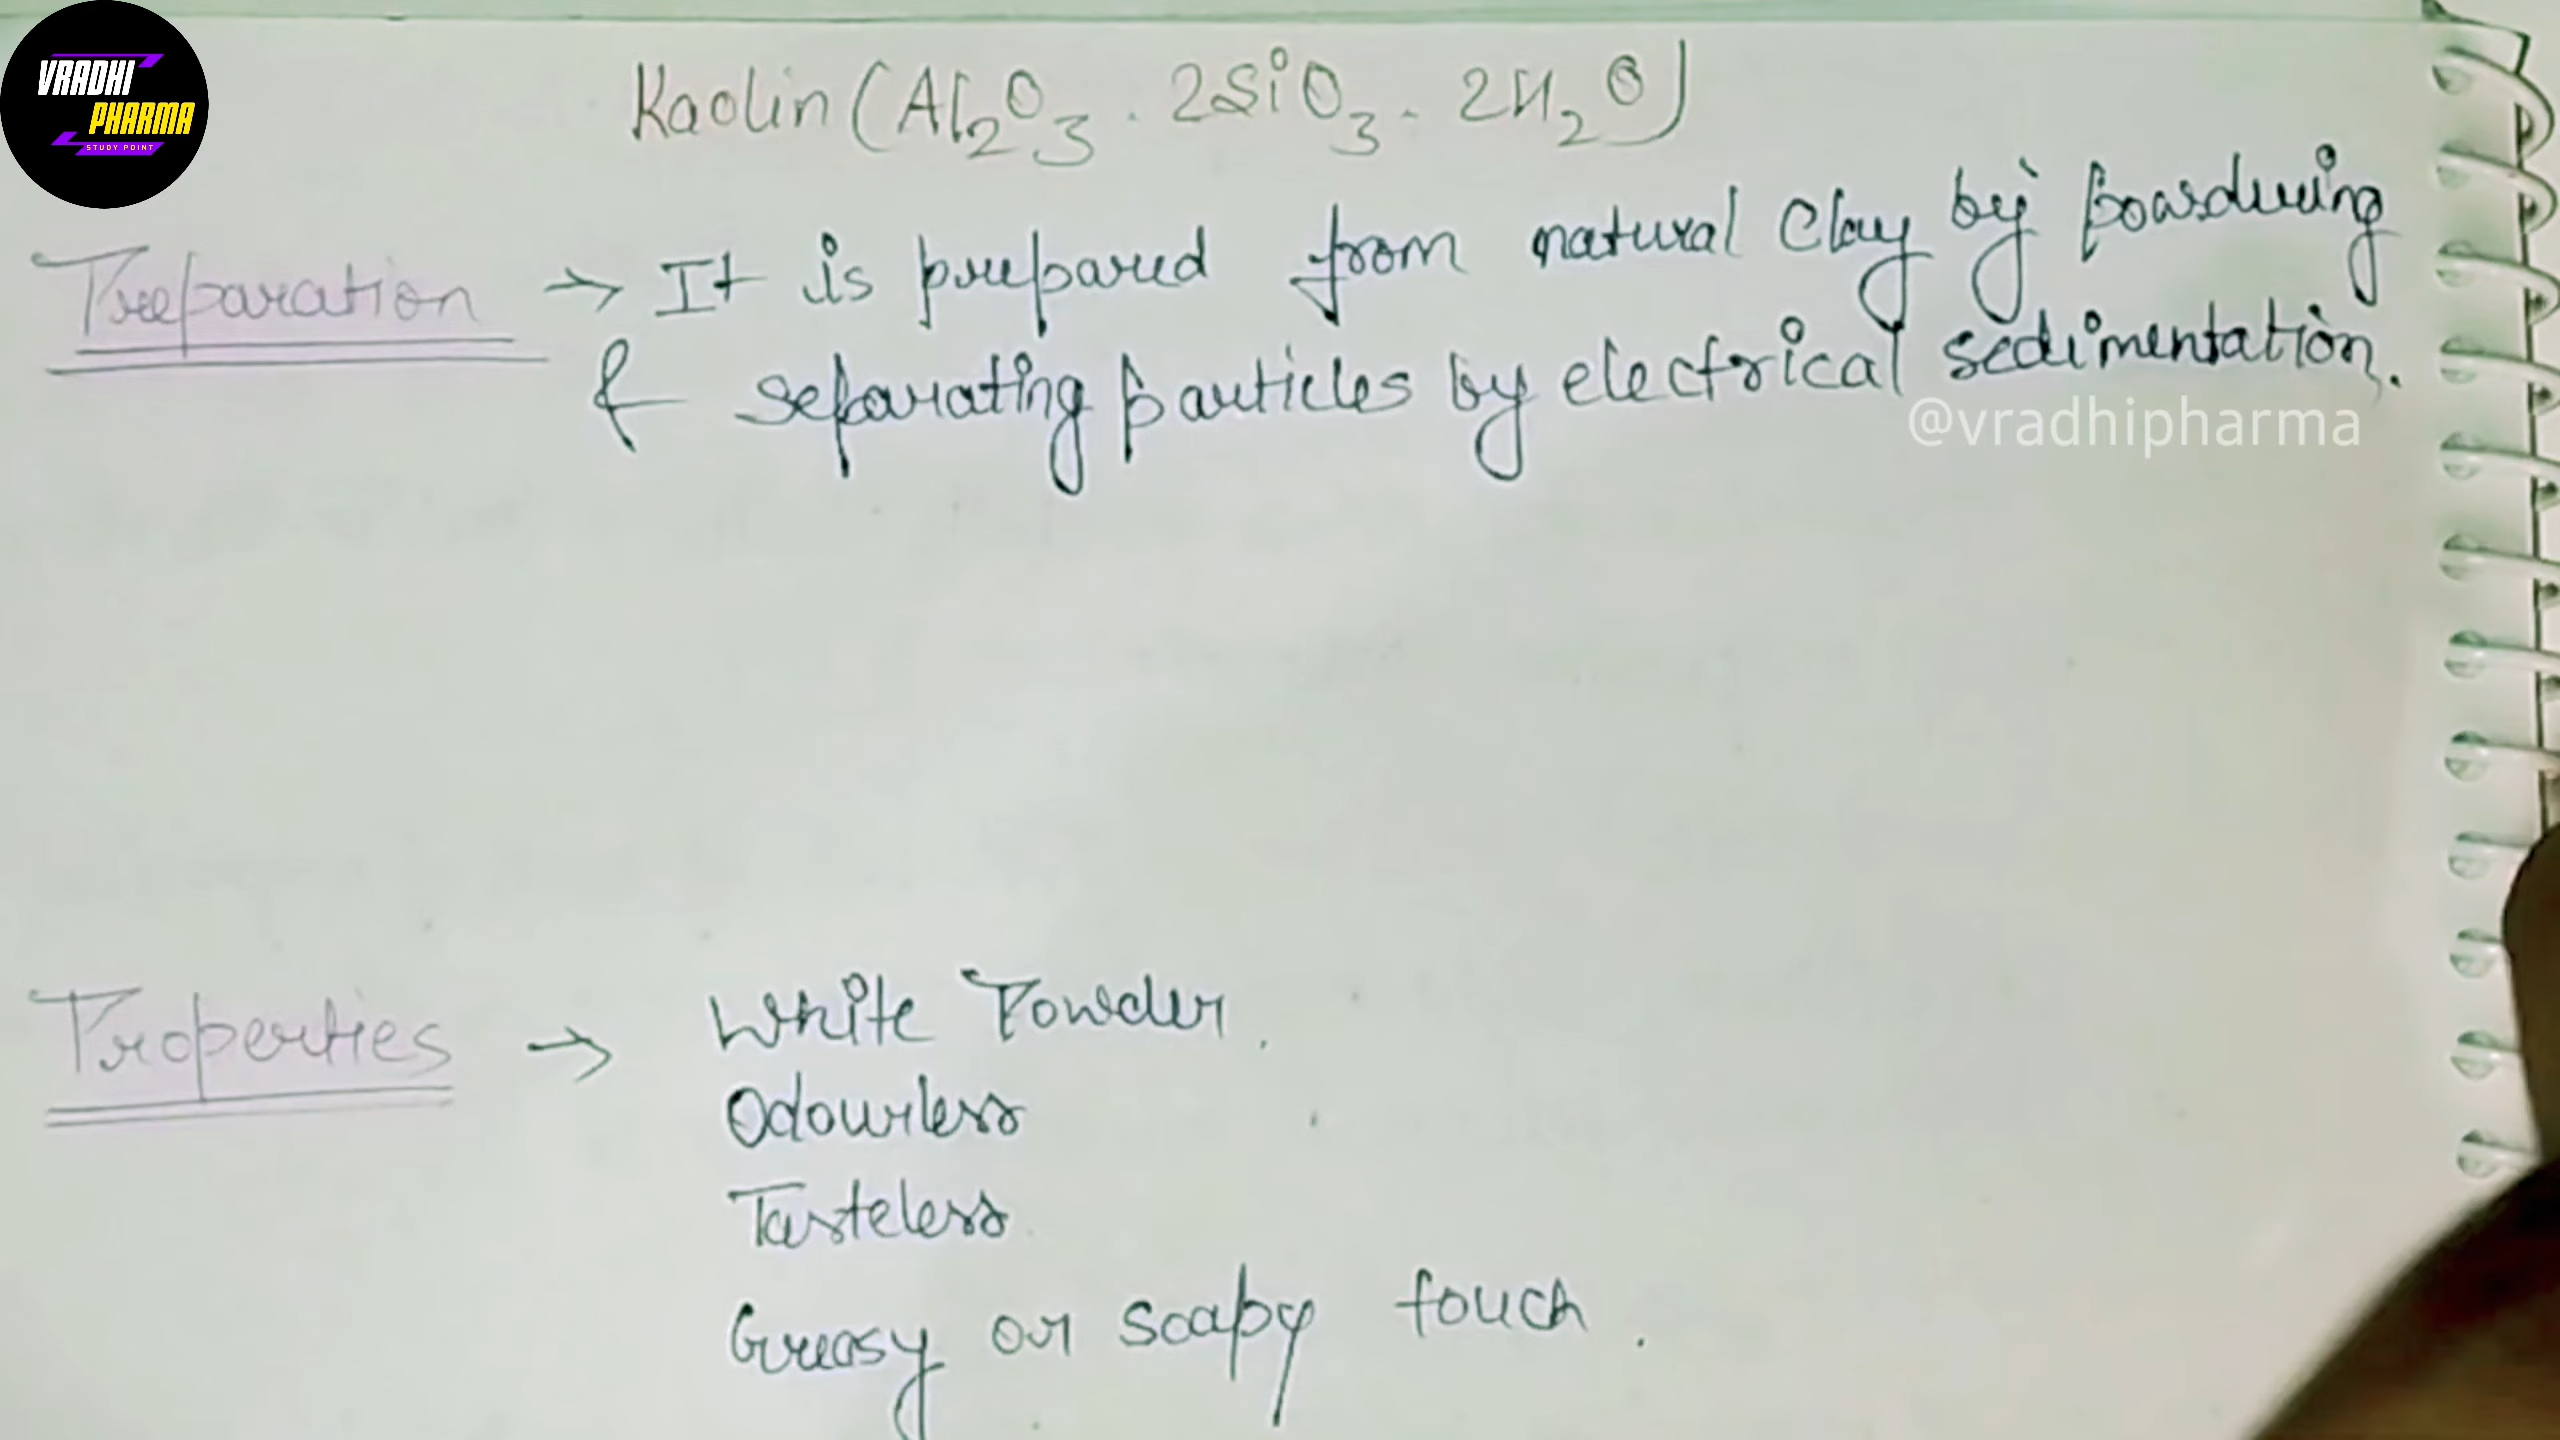 VRADHI
PHARMA
STUDY POINT
Kaolin (Al₂O₃ . 2SiO₃ . 2H₂O)
Preparation → It is prepared from natural Clay by poardering
& separating particles by electrical sedimentation.
@vradhipharma
Properties → White Powder.
Odourless
Tasteless
Greasy or soapy touch.